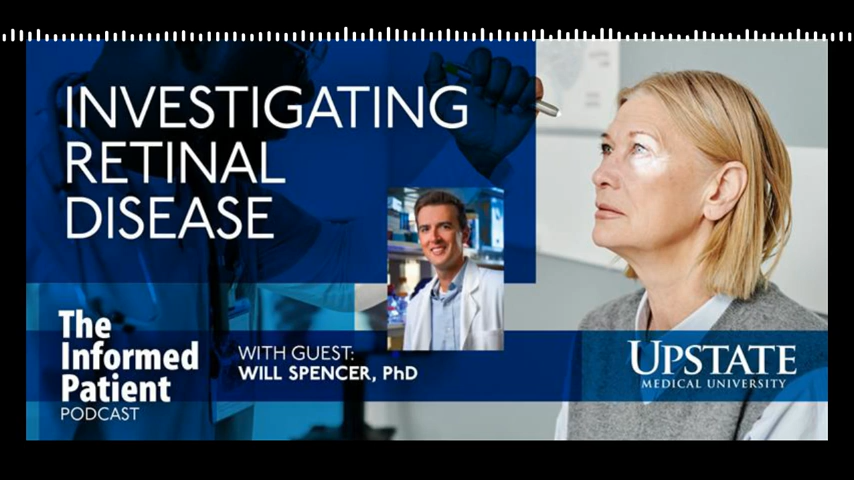 INVESTIGATING
RETINAL
DISEASE
The
Informed
Patient
PODCAST
WITH GUEST:
WILL SPENCER, PhD
UPSTATE
MEDICAL UNIVERSITY